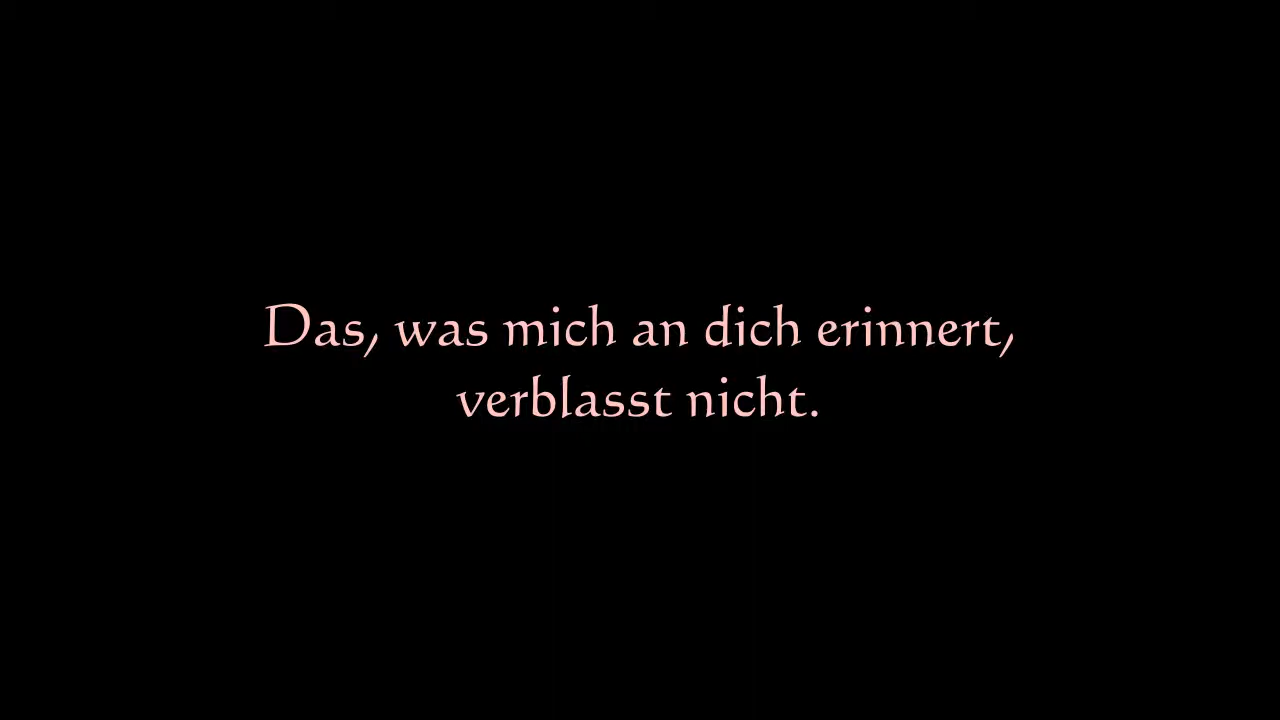 Das, was mich an dich erinnert,
verblasst nicht.